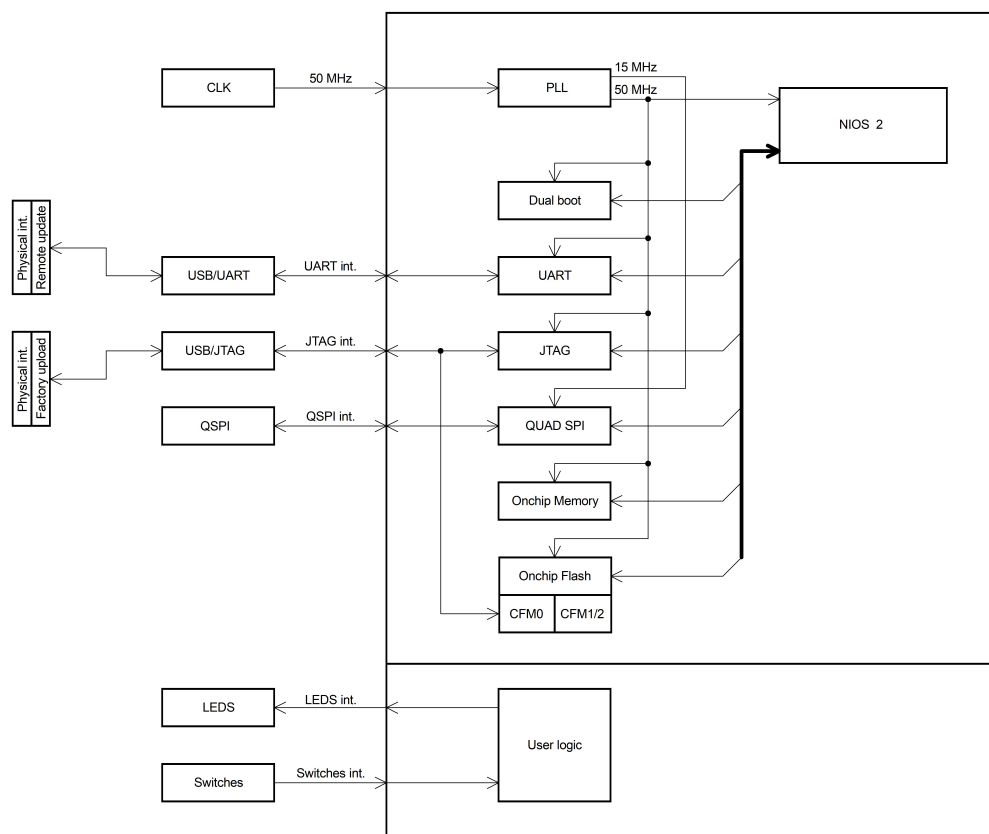 CLK
50 MHz
PLL
15 MHz
50 MHz
NIOS 2
Dual boot
Physical int.
Remote update
USB/UART
UART int.
UART
Physical int.
Factory upload
USB/JTAG
JTAG int.
JTAG
QSPI
QSPI int.
QUAD SPI
Onchip Memory
Onchip Flash
CFM0
CFM1/2
LEDS
LEDS int.
User logic
Switches
Switches int.